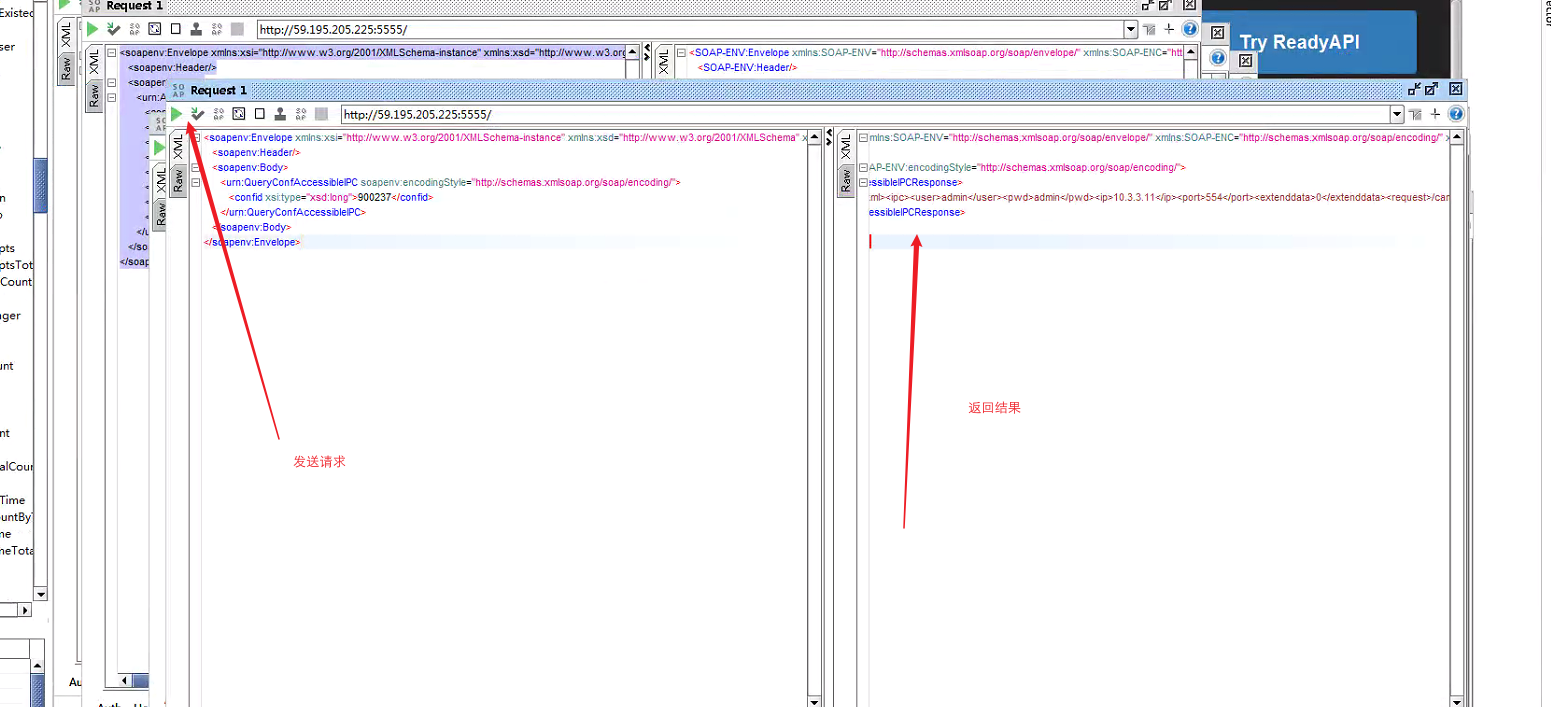 Existec
Request 1
http://59.195.205.225:5555/
Try ReadyAPI
ser
XML
Raw
XML
Raw
<soapenv:Envelope xmlns:xsi="http://www.w3.org/2001/XMLSchema-instance" xmlns:xsd="http://www.w3.org
<soapenv:Header/>
<soapen
<urn:A
XML
<SOAP-ENV:Envelope xmlns:SOAP-ENV="http://schemas.xmlsoap.org/soap/envelope/" xmlns:SOAP-ENC="htt
<SOAP-ENV:Header/>
Request 1
http://59.195.205.225:5555/
XML
Raw
<soapenv:Envelope xmlns:xsi="http://www.w3.org/2001/XMLSchema-instance" xmlns:xsd="http://www.w3.org/2001/XMLSchema" x
<soapenv:Header/>
<soapenv:Body>
<urn:QueryConfAccessibleIPC soapenv:encodingStyle="http://schemas.xmlsoap.org/soap/encoding/">
<confid xsi:type="xsd:long">900237</confid>
</urn:QueryConfAccessibleIPC>
</soapenv:Body>
</soapenv:Envelope>
XML
Raw
mlns:SOAP-ENV="http://schemas.xmlsoap.org/soap/envelope/" xmlns:SOAP-ENC="http://schemas.xmlsoap.org/soap/encoding/" x
AP-ENV:encodingStyle="http://schemas.xmlsoap.org/soap/encoding/">
essibleIPCResponse>
ml><ipc><user>admin</user><pwd>admin</pwd><ip>10.3.3.11</ip><port>554</port><extenddata>0</extenddata><request>/can
essibleIPCResponse>
XML
Raw
</u
</so
</soap
发送请求
返回结果
n
pts
ptsTot
Count
ger
unt
nt
alCour
Time
untBy
me
neTota
Au